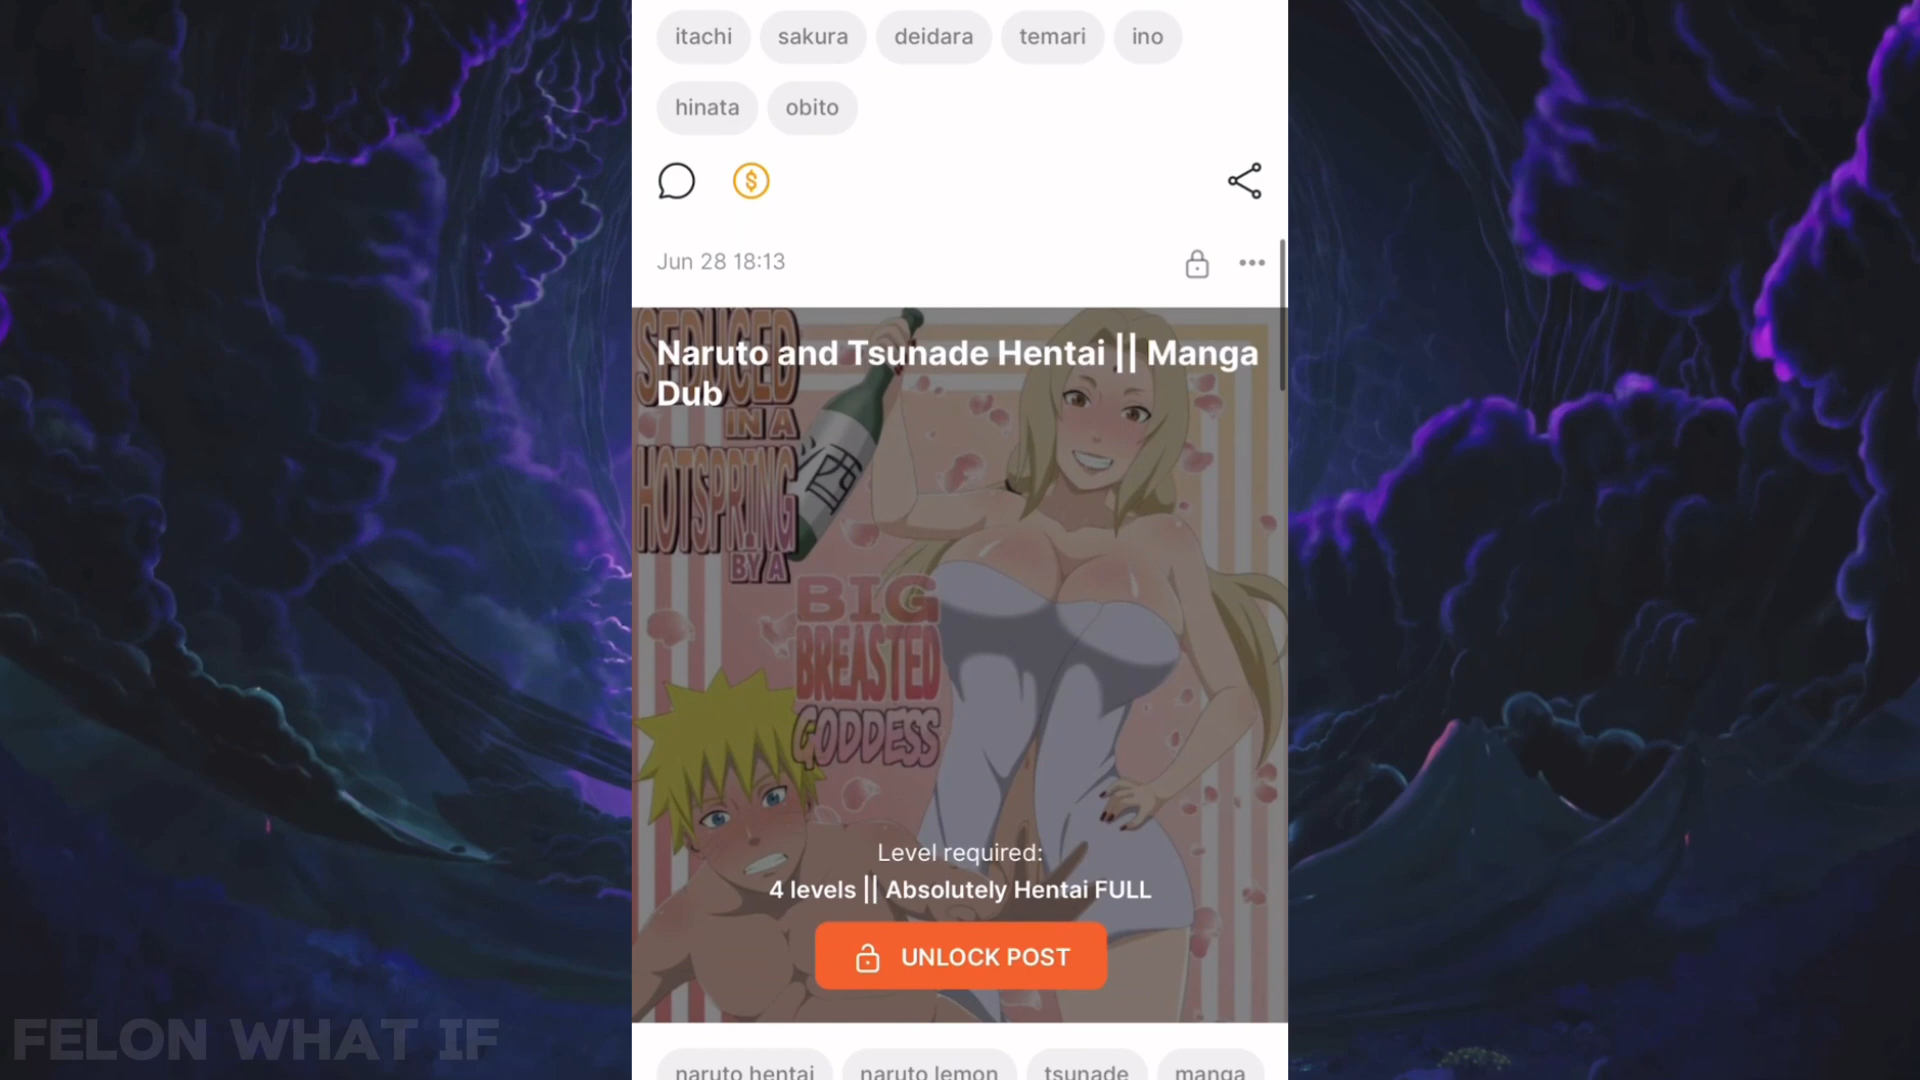 itachi
sakura
deidara
temari
ino
hinata
obito
Jun 28 18:13
SEDUCED
IN A
HOTSPRING
BY A
BIG
BREASTED
GODDESS
酒
Naruto and Tsunade Hentai || Manga
Dub
Level required:
4 levels || Absolutely Hentai FULL
UNLOCK POST
naruto hentai
naruto lemon
tsunade
manga
FELON WHAT IF